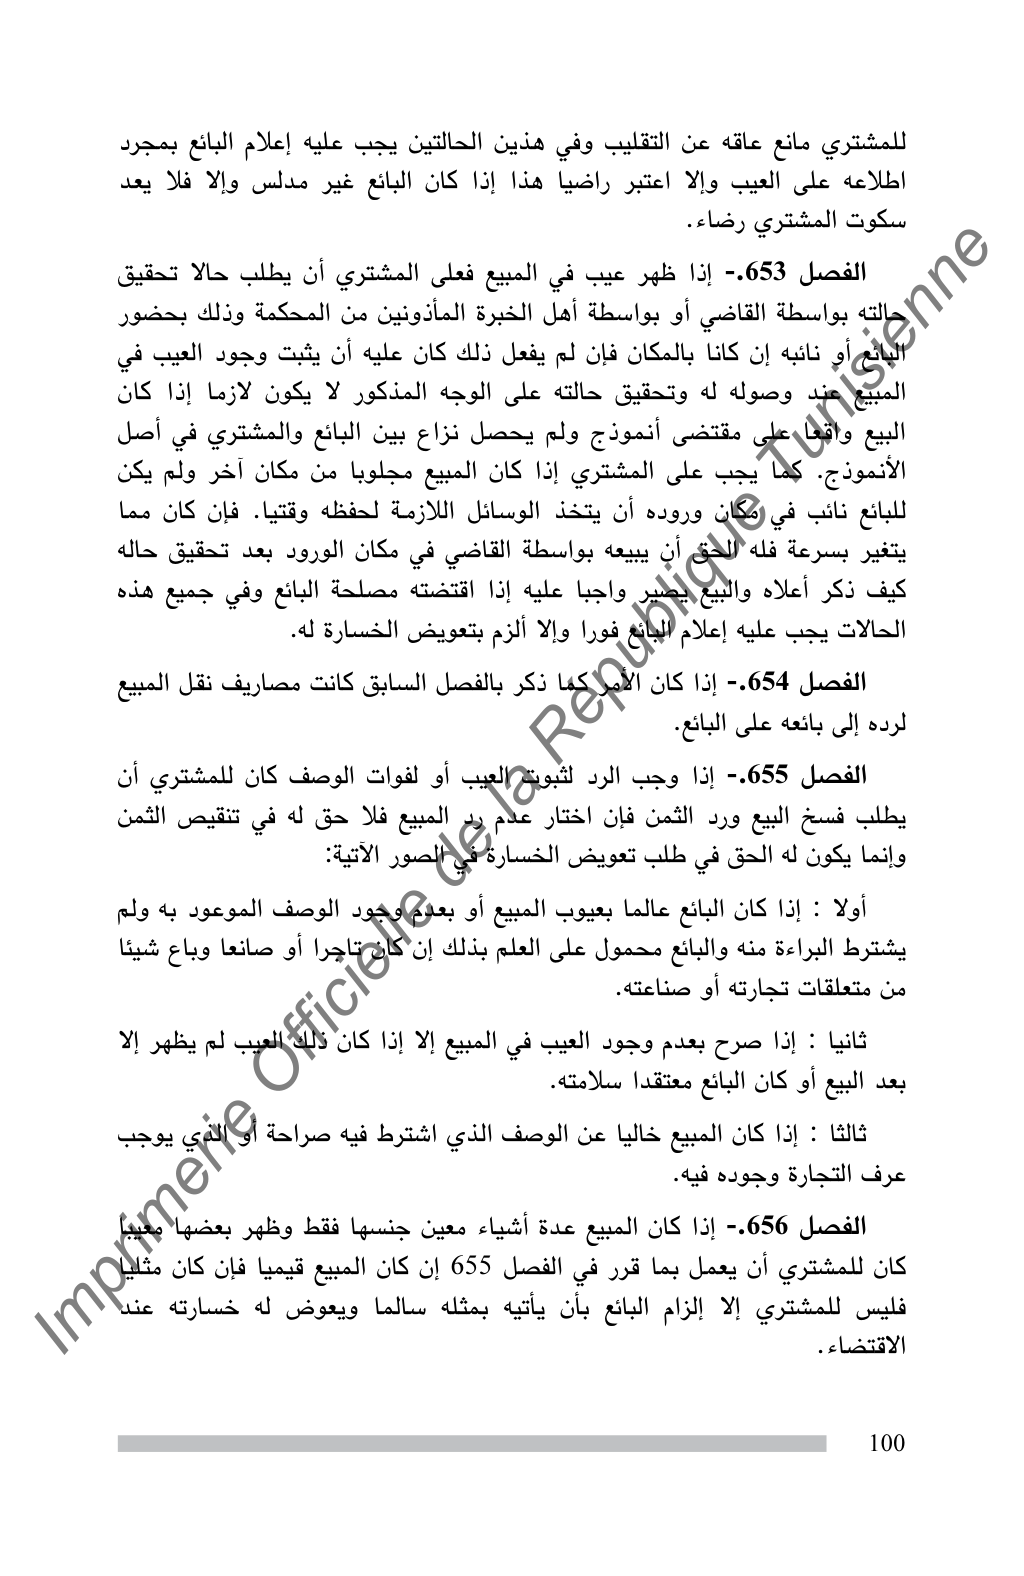 للمشتري مانع عاقه عن التقليب وفي هذين الحالتين يجب عليه إعلام البائع بمجرد
اطلاعه على العيب وإلا اعتبر راضيا هذا إذا كان البائع غير مدلس وإلا فلا يعد
سكوت المشتري رضاء.
الفصل 653.- إذا ظهر عيب في المبيع فعلى المشتري أن يطلب حالا تحقيق
حالته بواسطة القاضي أو بواسطة أهل الخبرة المأذونين من المحكمة وذلك بحضور
البائع أو نائبه إن كانا بالمكان فإن لم يفعل ذلك كان عليه أن يثبت وجود العيب في
المبيع عند وصوله له وتحقيق حالته على الوجه المذكور لا يكون لازما إذا كان
البيع واقعا على مقتضى أنموذج ولم يحصل نزاع بين البائع والمشتري في أصل
الأنموذج. كما يجب على المشتري إذا كان المبيع مجلوبا من مكان آخر ولم يكن
للبائع نائب في مكان وروده أن يتخذ الوسائل اللازمة لحفظه وقتيا. فإن كان مما
يتغير بسرعة فله الحق أن يبيعه بواسطة القاضي في مكان الورود بعد تحقيق حاله
كيف ذكر أعلاه والبيع يصير واجبا عليه إذا اقتضته مصلحة البائع وفي جميع هذه
الحالات يجب عليه إعلام البائع فورا وإلا ألزم بتعويض الخسارة له.
الفصل 654.- إذا كان الأمر كما ذكر بالفصل السابق كانت مصاريف نقل المبيع
لرده إلى بائعه على البائع.
الفصل 655.- إذا وجب الرد لثبوت العيب أو لفوات الوصف كان للمشتري أن
يطلب فسخ البيع ورد الثمن فإن اختار عدم رد المبيع فلا حق له في تنقيص الثمن
وإنما يكون له الحق في طلب تعويض الخسارة في الصور الآتية:
أولا : إذا كان البائع عالما بعيوب المبيع أو بعدم وجود الوصف الموعود به ولم
يشترط البراءة منه والبائع محمول على العلم بذلك إن كان تاجرا أو صانعا وباع شيئا
من متعلقات تجارته أو صناعته.
ثانيا : إذا صرح بعدم وجود العيب في المبيع إلا إذا كان ذلك العيب لم يظهر إلا
بعد البيع أو كان البائع معتقدا سلامته.
ثالثا : إذا كان المبيع خاليا عن الوصف الذي اشترط فيه صراحة أو الذي يوجب
عرف التجارة وجوده فيه.
الفصل 656.- إذا كان المبيع عدة أشياء معين جنسها فقط وظهر بعضها معيبا
كان للمشتري أن يعمل بما قرر في الفصل 655 إن كان المبيع قيميا فإن كان مثليا
فليس للمشتري إلا إلزام البائع بأن يأتيه بمثله سالما ويعوض له خسارته عند
الاقتضاء.
100
Imprimerie Officielle de la République Tunisienne